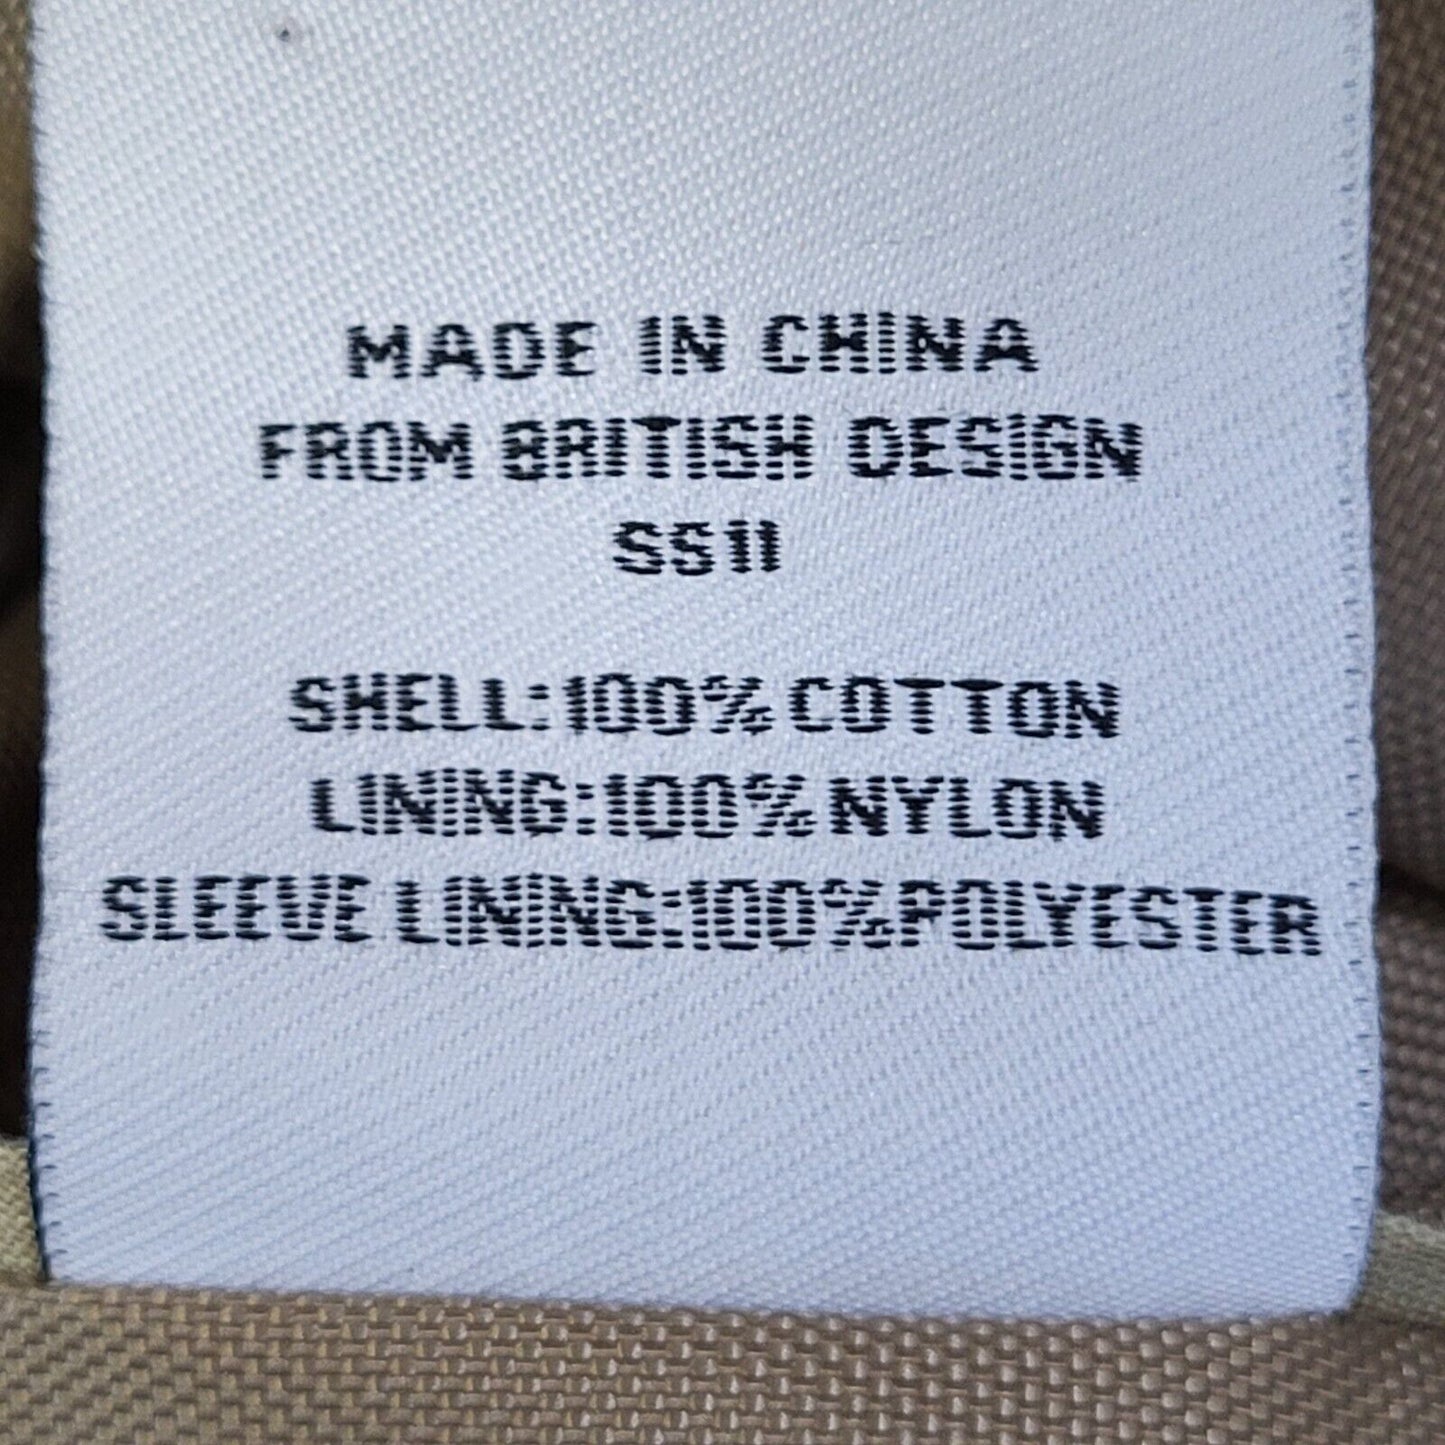 MADE IN CHINA
FROM BRITISH DESIGN
SS11
SHELL:100% COTTON
LINING:100% NYLON
SLEEVE LINING:100% POLYESTER